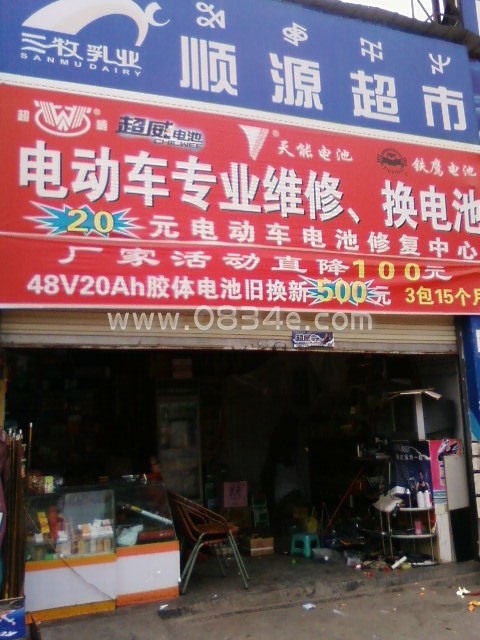 三牧乳业
SANMUDAIRY
顺源超市
超威
超威电池
CHILWEE
天能电池
铁鹰电池
电动车专业维修、换电池
20元电动车电池修复中心
厂家活动直降100元
48V20Ah胶体电池旧换新500元 3包15个月
www.0834e.com